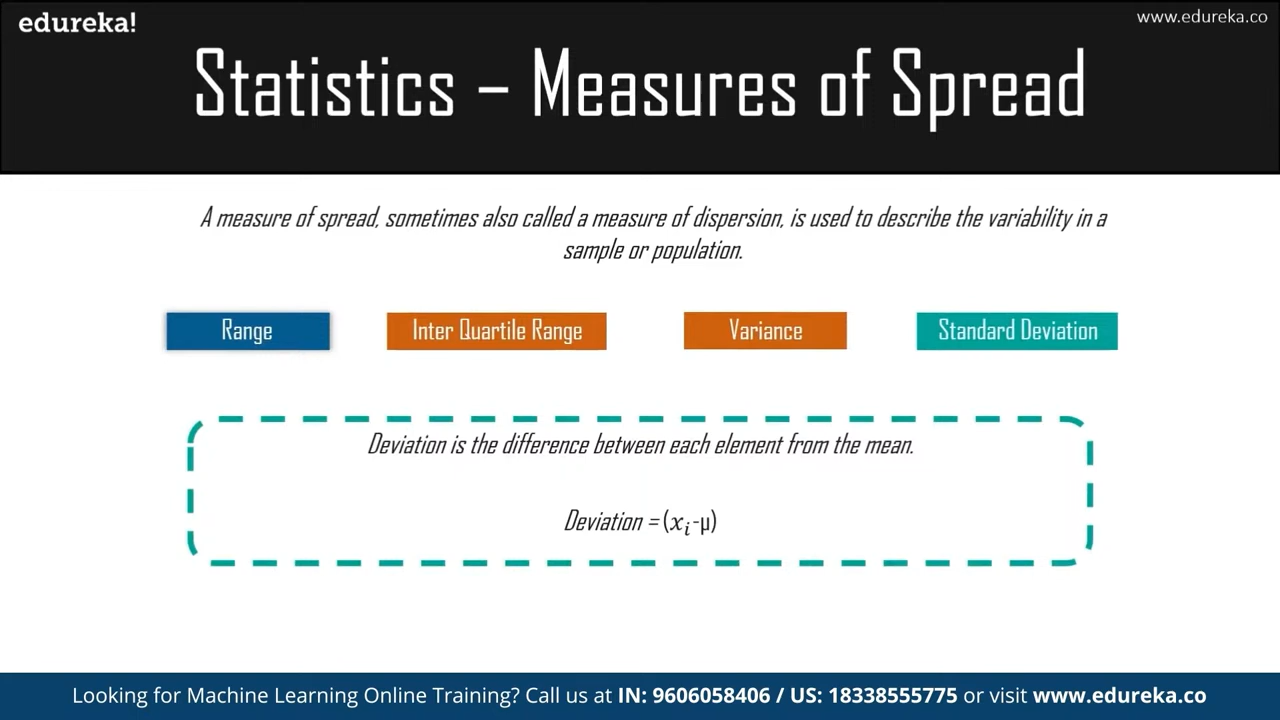 edureka!
www.edureka.co
Statistics – Measures of Spread
A measure of spread, sometimes also called a measure of dispersion, is used to describe the variability in a
sample or population.
Range
Inter Quartile Range
Variance
Standard Deviation
Deviation is the difference between each element from the mean.
Deviation = (𝑥ᵢ-μ)
Looking for Machine Learning Online Training? Call us at IN: 9606058406 / US: 18338555775 or visit www.edureka.co